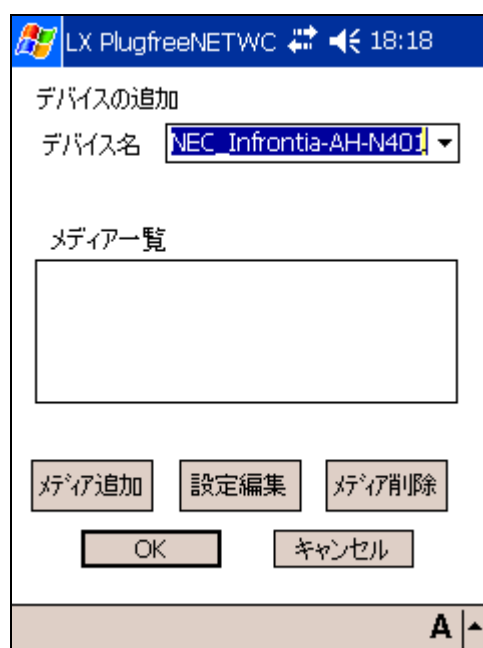 LX PlugfreeNETWC 18:18
デバイスの追加
デバイス名 NEC_Infrontia-AH-N401
メディア一覧
メディア追加 設定編集 メディア削除
OK キャンセル
A